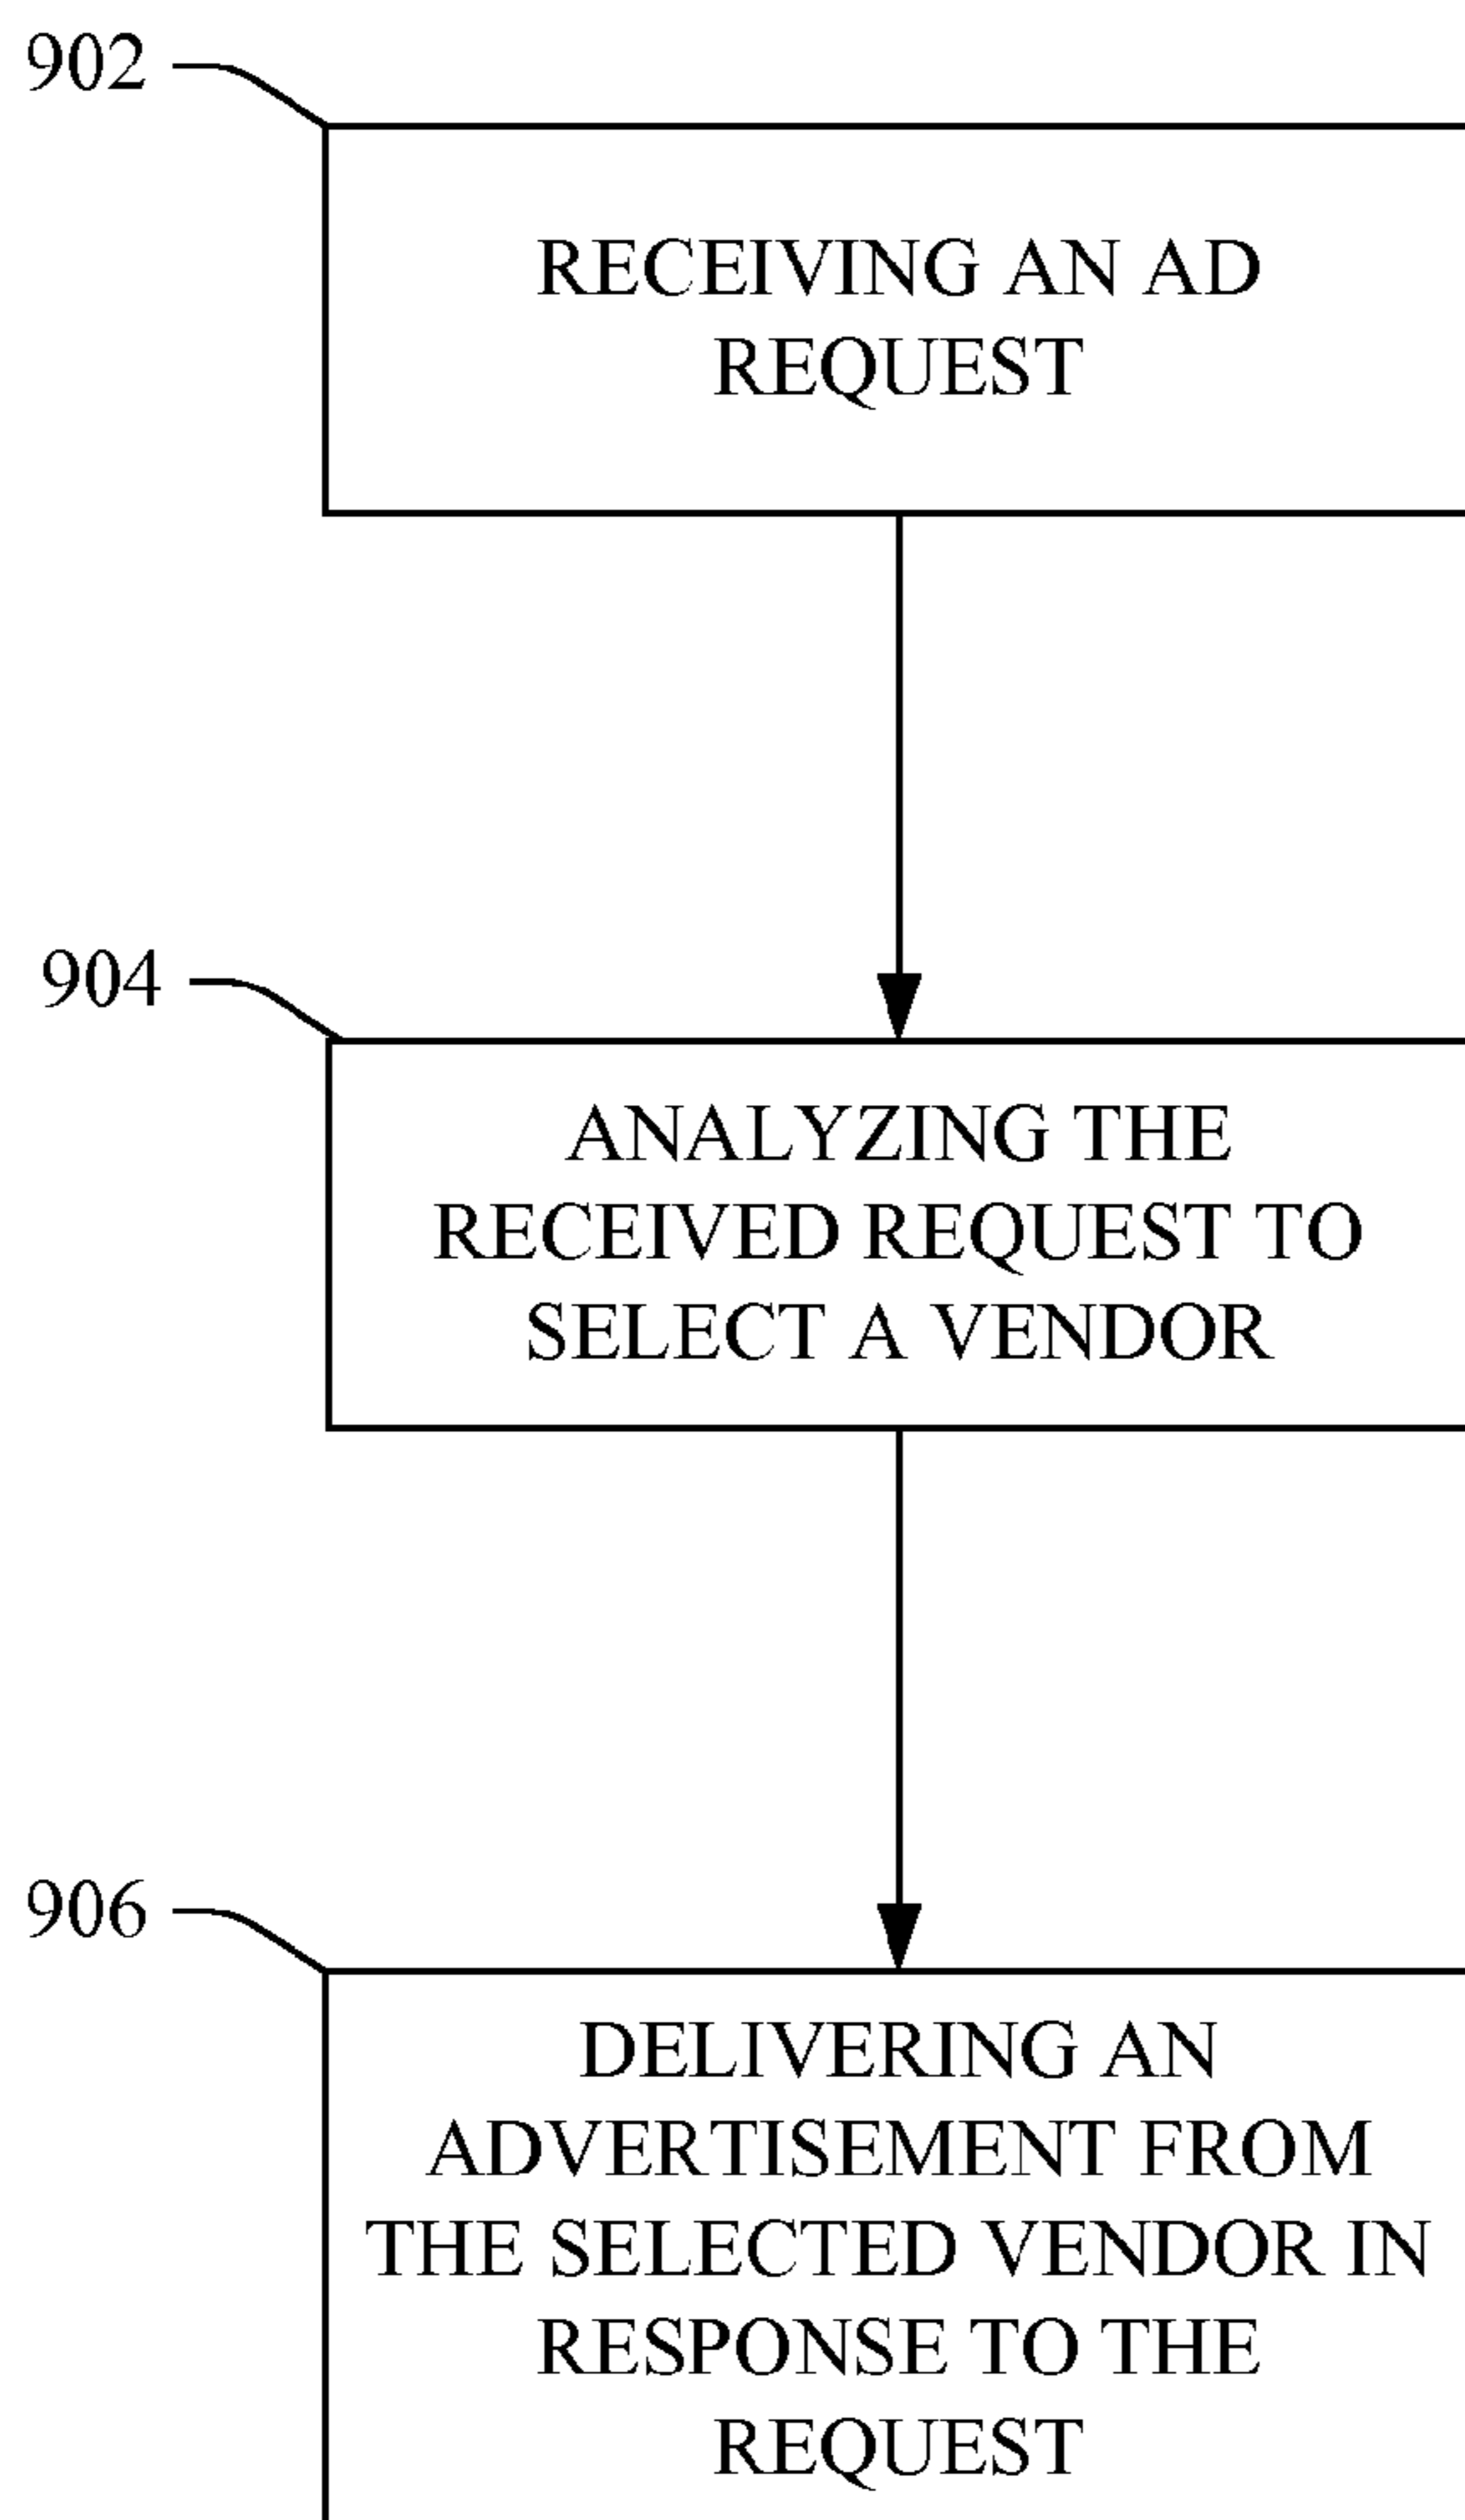 902
RECEIVING AN AD
REQUEST
904
ANALYZING THE
RECEIVED REQUEST TO
SELECT A VENDOR
906
DELIVERING AN
ADVERTISEMENT FROM
THE SELECTED VENDOR IN
RESPONSE TO THE
REQUEST